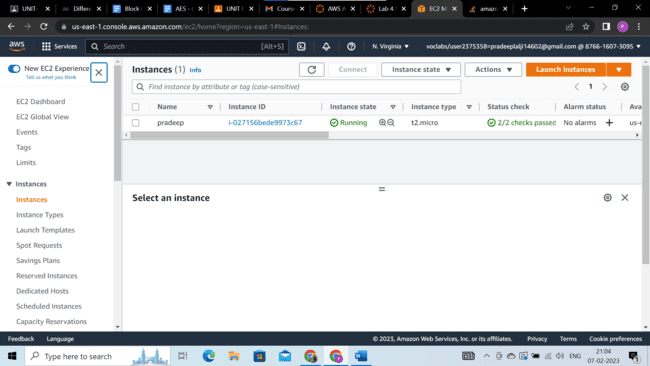 UNIT-
Differe
Block
AES -
UNIT I
Course
AWS A
Lab 4.
EC2 M
amazo
us-east-1.console.aws.amazon.com/ec2/home?region=us-east-1#Instances:
aws
Services
Search
[Alt+S]
N. Virginia
voclabs/user2375358=pradeeplalji14602@gmail.com @ 8766-1607-3095
New EC2 Experience
Tell us what you think
EC2 Dashboard
EC2 Global View
Events
Tags
Limits
Instances
Instances
Instance Types
Launch Templates
Spot Requests
Savings Plans
Reserved Instances
Dedicated Hosts
Scheduled Instances
Capacity Reservations
Instances (1) Info
Connect
Instance state
Actions
Launch instances
Find instance by attribute or tag (case-sensitive)
1
Name
Instance ID
Instance state
Instance type
Status check
Alarm status
Ava
pradeep
i-027156bede9973c67
Running
t2.micro
2/2 checks passed
No alarms
us-e
Select an instance
Feedback
Language
© 2023, Amazon Web Services, Inc. or its affiliates.
Privacy
Terms
Cookie preferences
Type here to search
ENG
21:04
07-02-2023